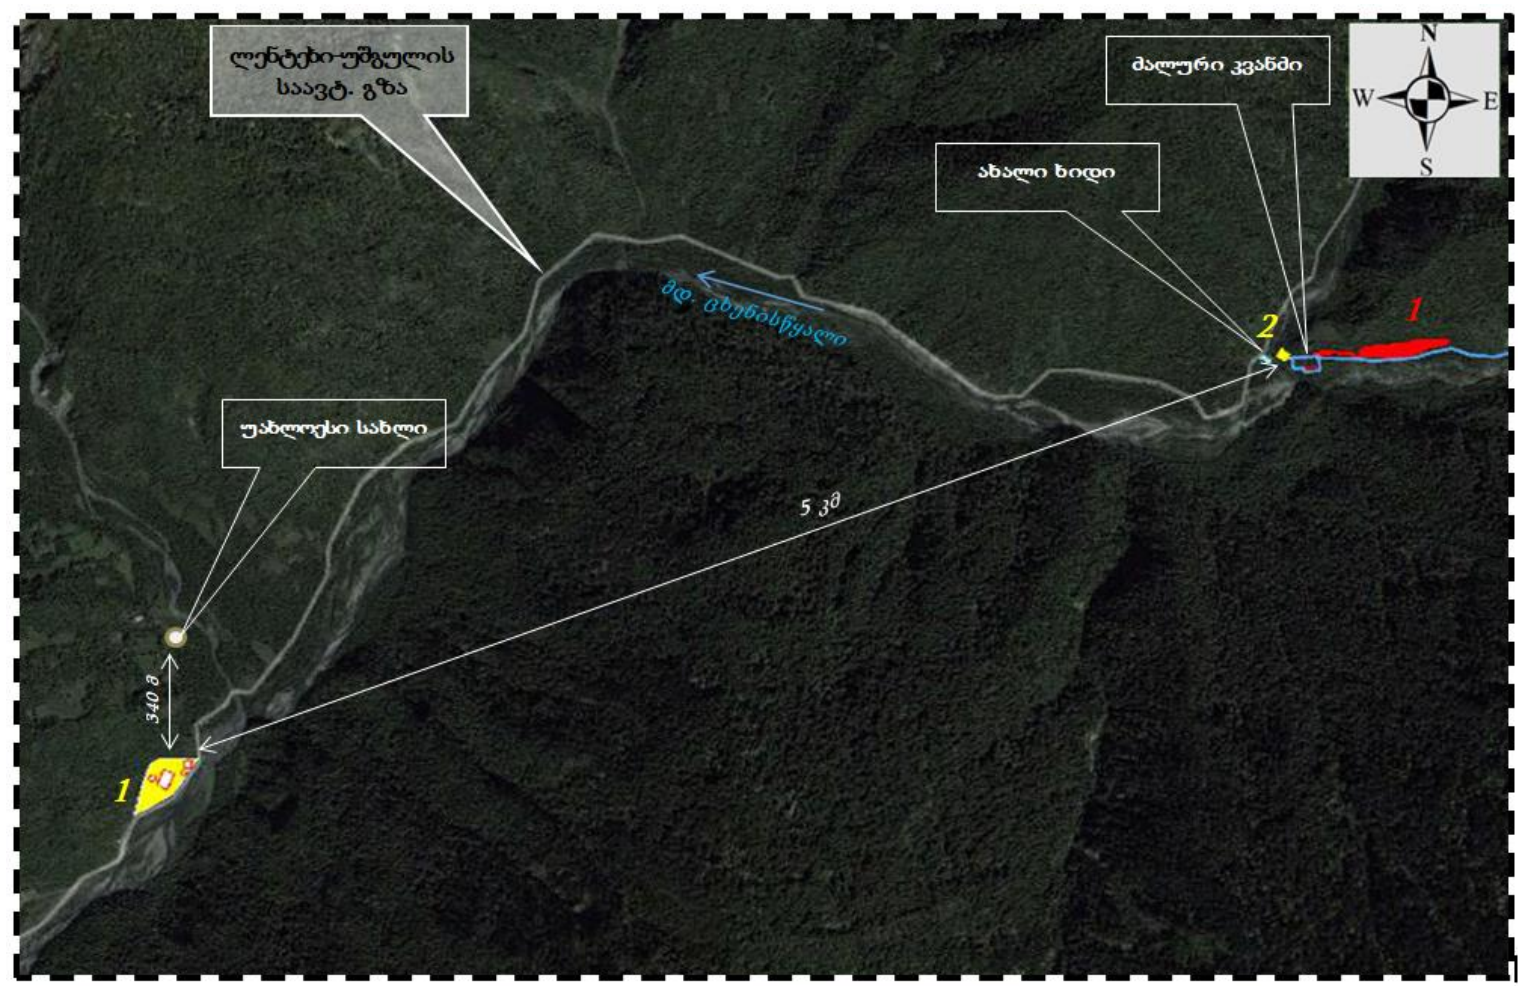 ლენტეხი-უშგულის
საავტ. გზა
ძალური კვანძი
N
W
E
S
ახალი ხიდი
მდ. ცხენისწყალი
2
1
უახლოესი სახლი
5 კმ
340 მ
1